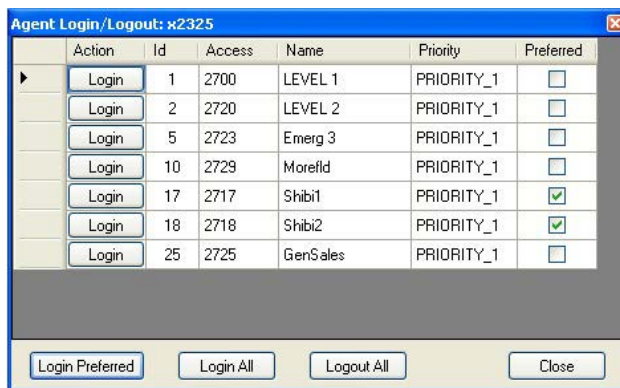 Agent Login/Logout: x2325
Action Id Access Name Priority Preferred
Login 1 2700 LEVEL 1 PRIORITY_1
Login 2 2720 LEVEL 2 PRIORITY_1
Login 5 2723 Emerg 3 PRIORITY_1
Login 10 2729 Morefld PRIORITY_1
Login 17 2717 Shibi1 PRIORITY_1
Login 18 2718 Shibi2 PRIORITY_1
Login 25 2725 GenSales PRIORITY_1
Login Preferred Login All Logout All Close